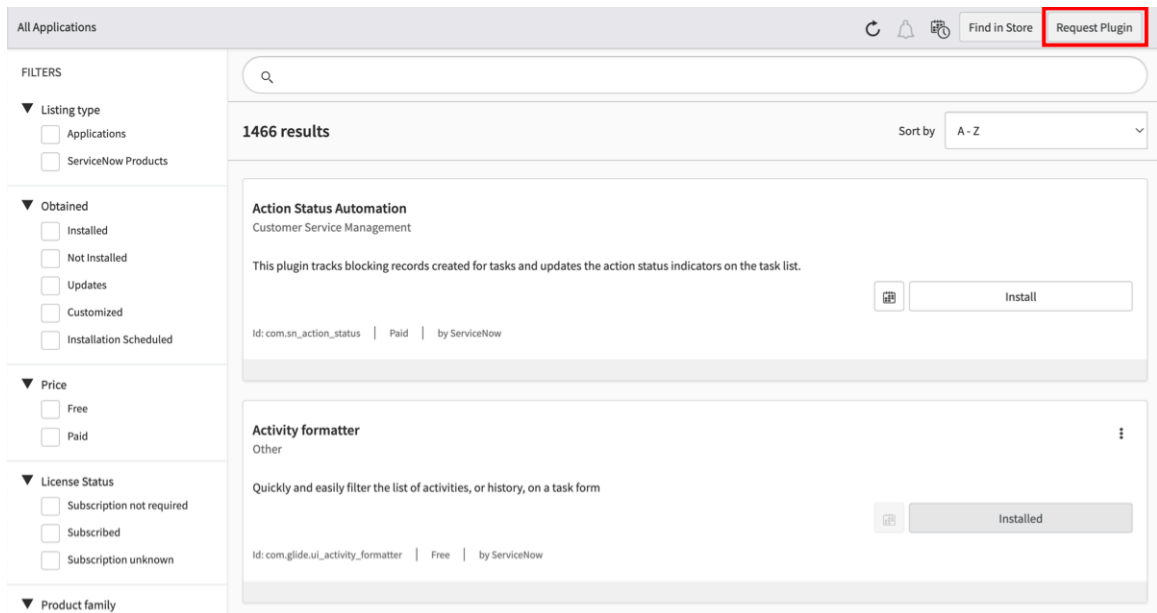 All Applications
Find in Store
Request Plugin
FILTERS
Listing type
Applications
ServiceNow Products
Obtained
Installed
Not Installed
Updates
Customized
Installation Scheduled
Price
Free
Paid
License Status
Subscription not required
Subscribed
Subscription unknown
Product family
1466 results
Sort by
A - Z
Action Status Automation
Customer Service Management
This plugin tracks blocking records created for tasks and updates the action status indicators on the task list.
Install
Id: com.sn_action_status | Paid | by ServiceNow
Activity formatter
Other
Quickly and easily filter the list of activities, or history, on a task form
Installed
Id: com.glide.ui_activity_formatter | Free | by ServiceNow